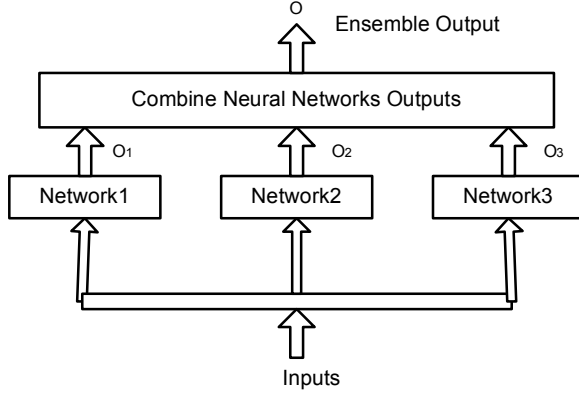 O
Ensemble Output
Combine Neural Networks Outputs
O1
O2
O3
Network1
Network2
Network3
Inputs